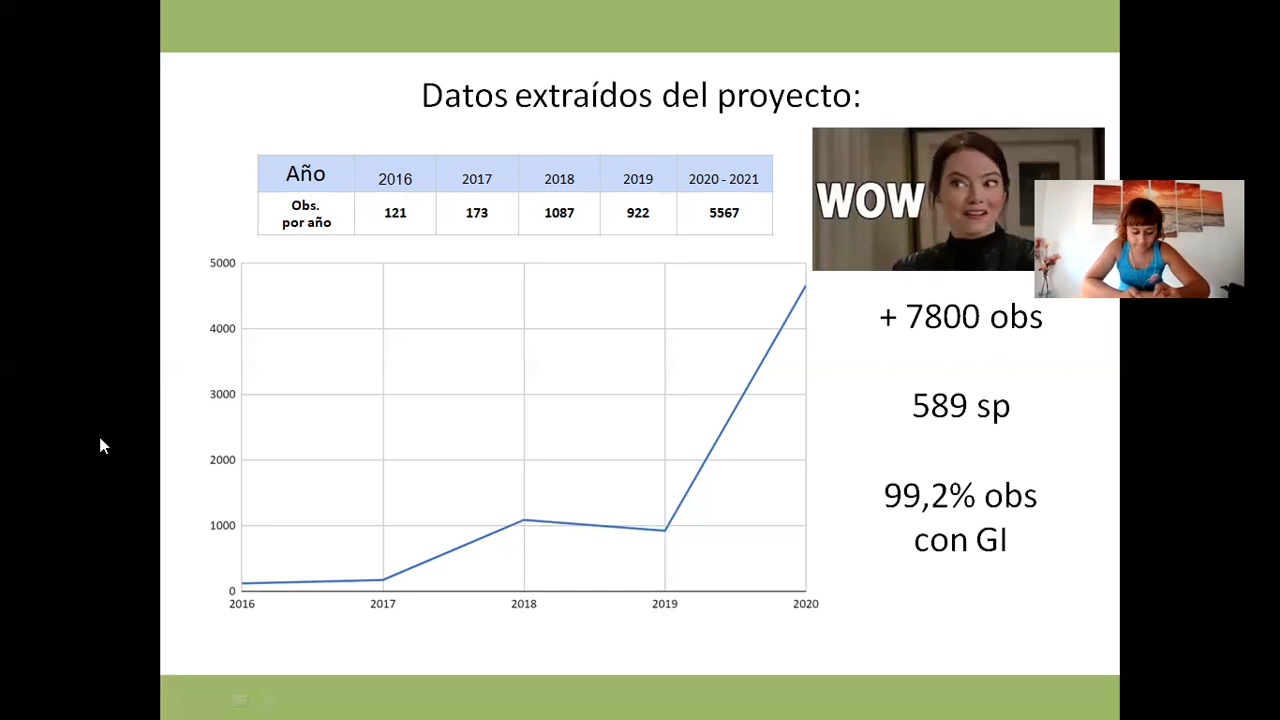 Datos extraídos del proyecto:
Año 2016 2017 2018 2019 2020 - 2021
Obs.
por año 121 173 1087 922 5567
WOW
5000
4000
3000
2000
1000
0
2016 2017 2018 2019 2020
+ 7800 obs
589 sp
99,2% obs
con GI